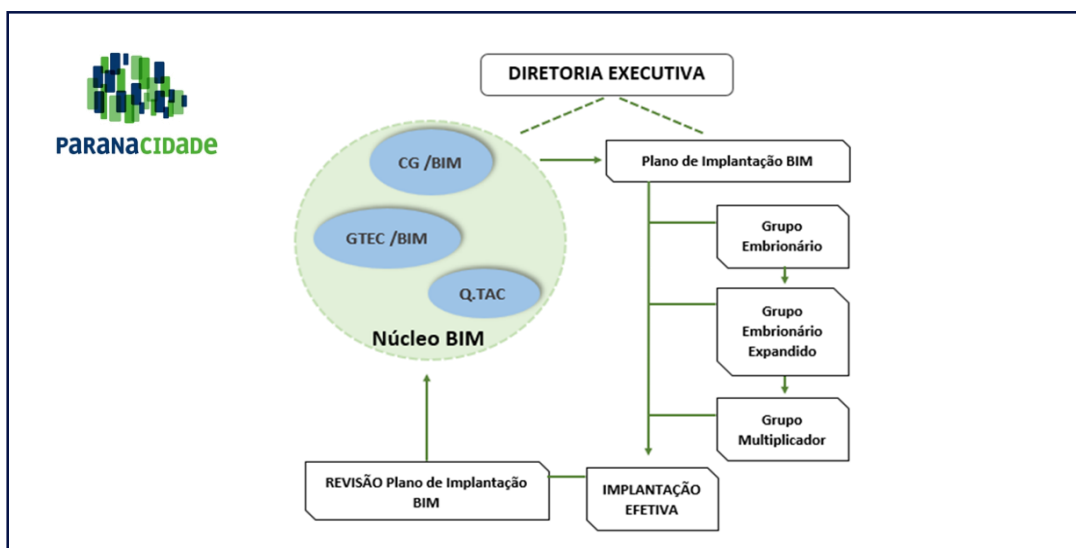 PARANACIDADE
DIRETORIA EXECUTIVA
CG /BIM
GTEC /BIM
Q.TAC
Núcleo BIM
Plano de Implantação BIM
Grupo
Embrionário
Grupo
Embrionário
Expandido
Grupo
Multiplicador
IMPLANTAÇÃO
EFETIVA
REVISÃO Plano de Implantação
BIM